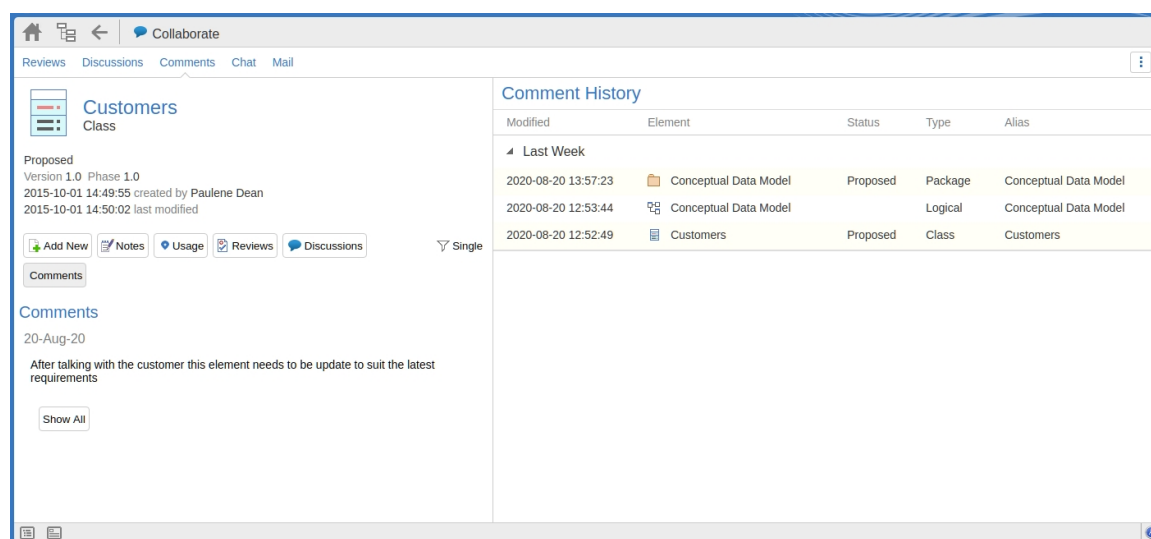 Collaborate
Reviews Discussions Comments Chat Mail
Customers
Class
Proposed
Version 1.0 Phase 1.0
2015-10-01 14:49:55 created by Paulene Dean
2015-10-01 14:50:02 last modified
Add New Notes Usage Reviews Discussions Single
Comments
Comments
20-Aug-20
After talking with the customer this element needs to be update to suit the latest
requirements
Show All
Comment History
Modified Element Status Type Alias
Last Week
2020-08-20 13:57:23 Conceptual Data Model Proposed Package Conceptual Data Model
2020-08-20 12:53:44 Conceptual Data Model Logical Conceptual Data Model
2020-08-20 12:52:49 Customers Proposed Class Customers